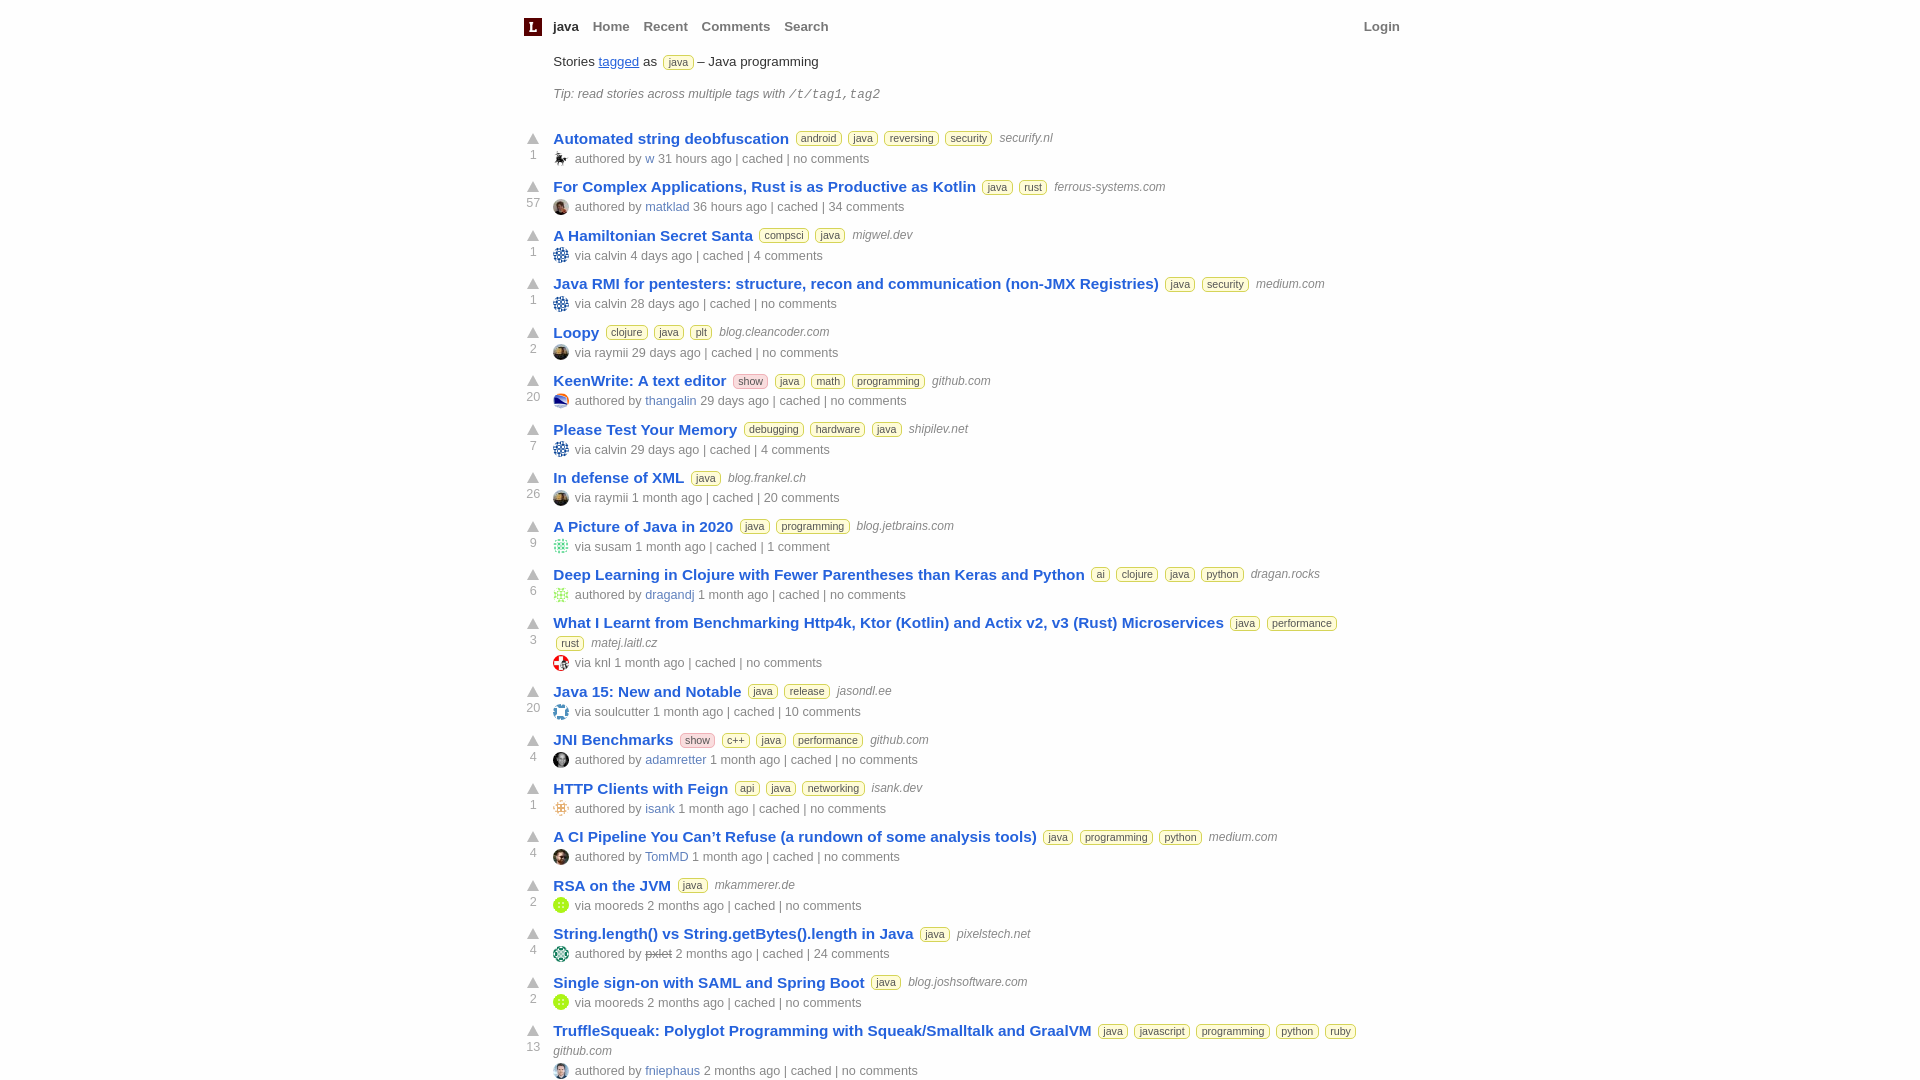 L java Home Recent Comments Search Login
Stories tagged as java – Java programming
Tip: read stories across multiple tags with /t/tag1,tag2
Automated string deobfuscation android java reversing security securify.nl
1 authored by w 31 hours ago | cached | no comments
For Complex Applications, Rust is as Productive as Kotlin java rust ferrous-systems.com
57 authored by matklad 36 hours ago | cached | 34 comments
A Hamiltonian Secret Santa compsci java migwel.dev
1 via calvin 4 days ago | cached | 4 comments
Java RMI for pentesters: structure, recon and communication (non-JMX Registries) java security medium.com
1 via calvin 28 days ago | cached | no comments
Loopy clojure java plt blog.cleancoder.com
2 via raymii 29 days ago | cached | no comments
KeenWrite: A text editor show java math programming github.com
20 authored by thangalin 29 days ago | cached | no comments
Please Test Your Memory debugging hardware java shipilev.net
7 via calvin 29 days ago | cached | 4 comments
In defense of XML java blog.frankel.ch
26 via raymii 1 month ago | cached | 20 comments
A Picture of Java in 2020 java programming blog.jetbrains.com
9 via susam 1 month ago | cached | 1 comment
Deep Learning in Clojure with Fewer Parentheses than Keras and Python ai clojure java python dragan.rocks
6 authored by dragandj 1 month ago | cached | no comments
What I Learnt from Benchmarking Http4k, Ktor (Kotlin) and Actix v2, v3 (Rust) Microservices java performance
3 rust matej.laitl.cz
via knl 1 month ago | cached | no comments
Java 15: New and Notable java release jasondl.ee
20 via soulcutter 1 month ago | cached | 10 comments
JNI Benchmarks show c++ java performance github.com
4 authored by adamretter 1 month ago | cached | no comments
HTTP Clients with Feign api java networking isank.dev
1 authored by isank 1 month ago | cached | no comments
A CI Pipeline You Can’t Refuse (a rundown of some analysis tools) java programming python medium.com
4 authored by TomMD 1 month ago | cached | no comments
RSA on the JVM java mkammerer.de
2 via mooreds 2 months ago | cached | no comments
String.length() vs String.getBytes().length in Java java pixelstech.net
4 authored by pxlet 2 months ago | cached | 24 comments
Single sign-on with SAML and Spring Boot java blog.joshsoftware.com
2 via mooreds 2 months ago | cached | no comments
TruffleSqueak: Polyglot Programming with Squeak/Smalltalk and GraalVM java javascript programming python ruby
13 github.com
authored by fniephaus 2 months ago | cached | no comments